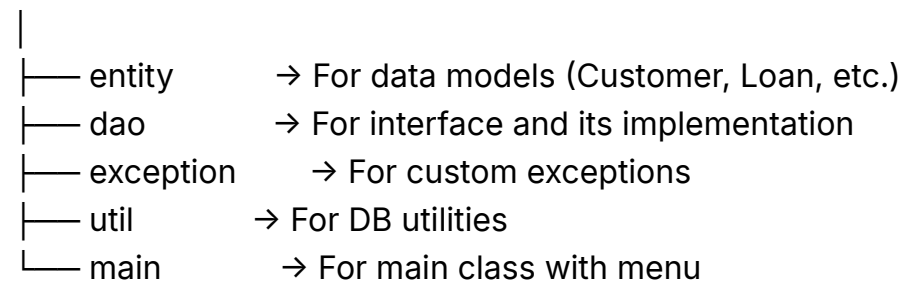 │
├── entity → For data models (Customer, Loan, etc.)
├── dao → For interface and its implementation
├── exception → For custom exceptions
├── util → For DB utilities
└── main → For main class with menu